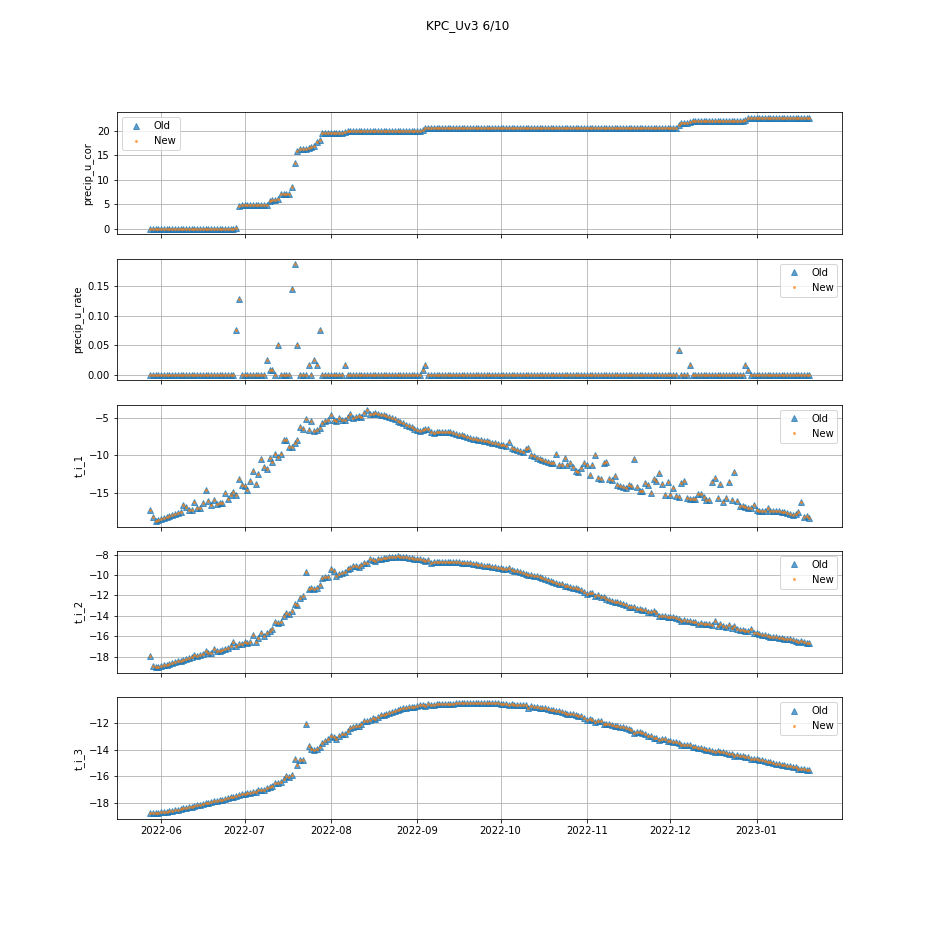 KPC_Uv3 6/10
Old
New
precip_u_cor
20
15
10
5
0
Old
New
precip_u_rate
0.15
0.10
0.05
0.00
Old
New
t_i_1
−5
−10
−15
Old
New
t_i_2
−8
−10
−12
−14
−16
−18
Old
New
t_i_3
−12
−14
−16
−18
2022-06 2022-07 2022-08 2022-09 2022-10 2022-11 2022-12 2023-01